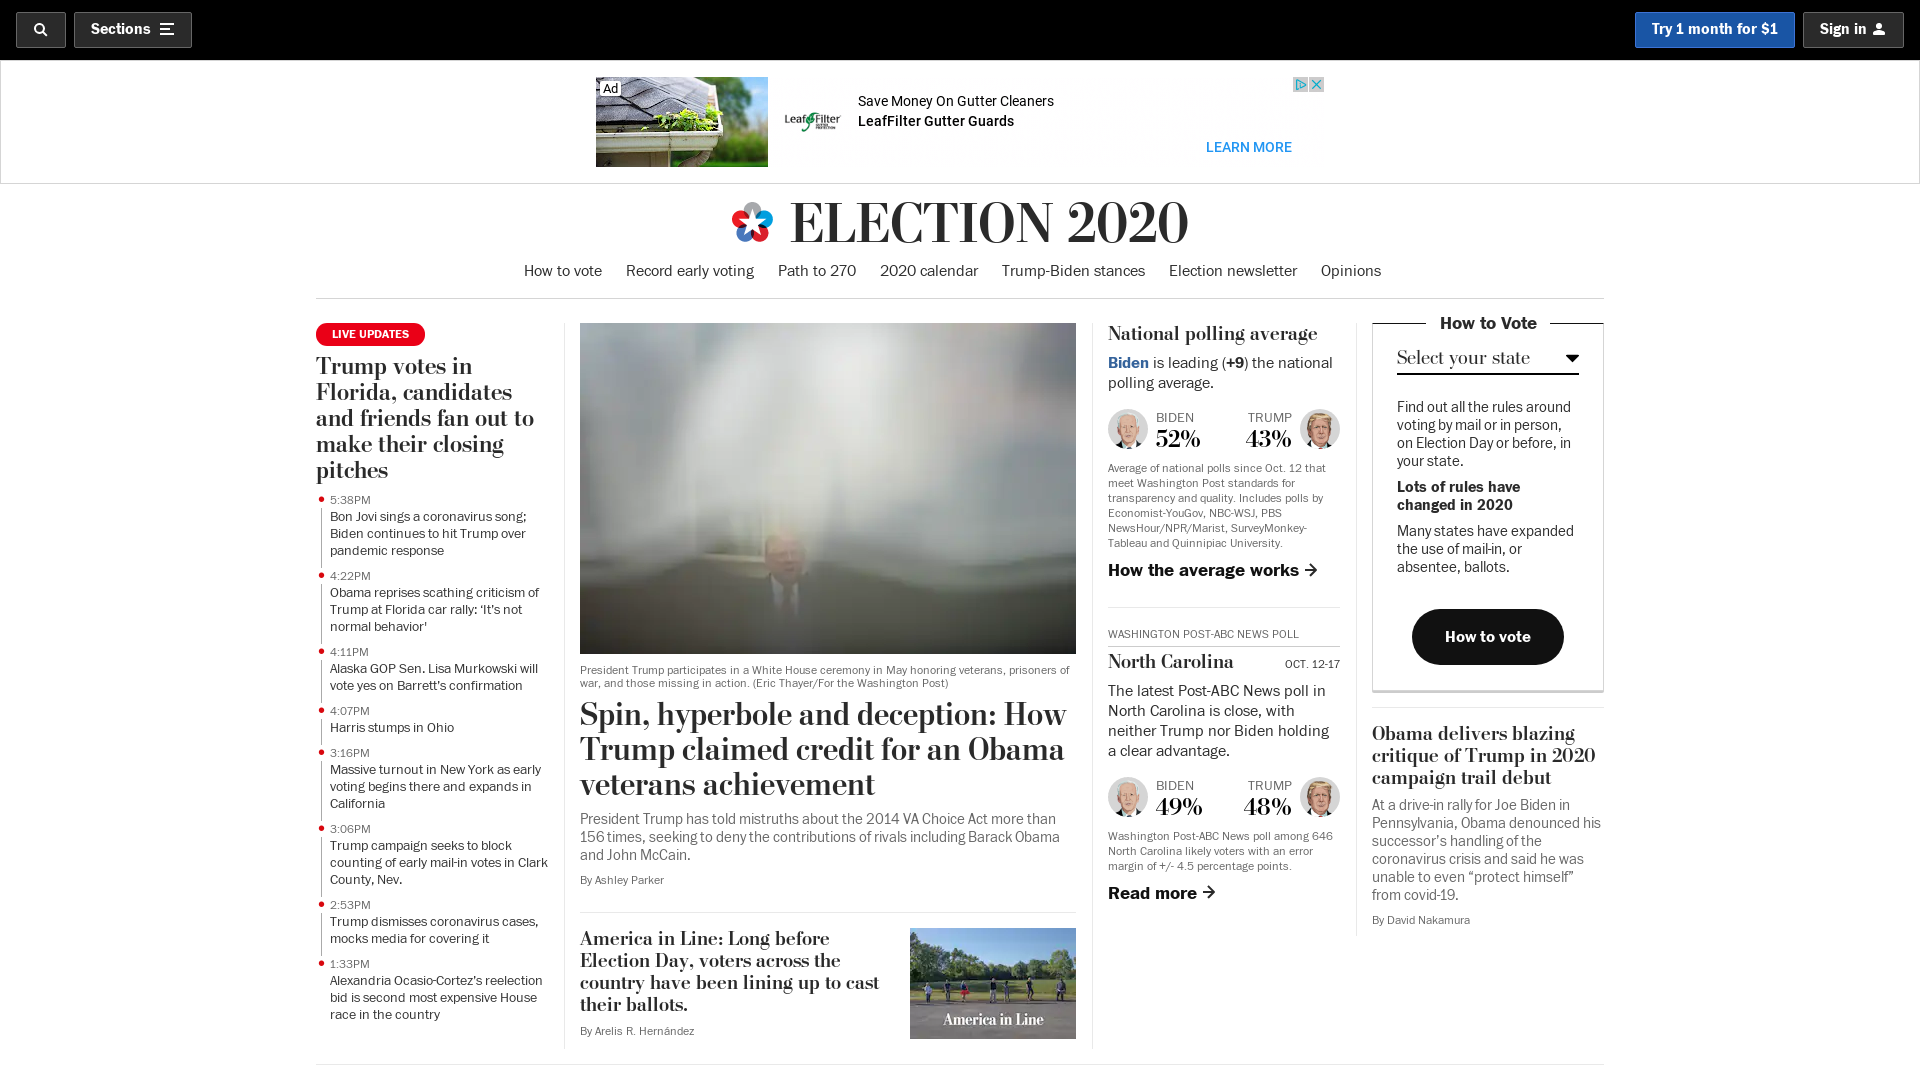 Sections
Try 1 month for $1
Sign in
Ad
LeafFilter
Save Money On Gutter Cleaners
LeafFilter Gutter Guards
LEARN MORE
ELECTION 2020
How to vote
Record early voting
Path to 270
2020 calendar
Trump-Biden stances
Election newsletter
Opinions
LIVE UPDATES
Trump votes in
Florida, candidates
and friends fan out to
make their closing
pitches
5:38PM
Bon Jovi sings a coronavirus song;
Biden continues to hit Trump over
pandemic response
4:22PM
Obama reprises scathing criticism of
Trump at Florida car rally: ‘It’s not
normal behavior'
4:11PM
Alaska GOP Sen. Lisa Murkowski will
vote yes on Barrett’s confirmation
4:07PM
Harris stumps in Ohio
3:16PM
Massive turnout in New York as early
voting begins there and expands in
California
3:06PM
Trump campaign seeks to block
counting of early mail-in votes in Clark
County, Nev.
2:53PM
Trump dismisses coronavirus cases,
mocks media for covering it
1:33PM
Alexandria Ocasio-Cortez’s reelection
bid is second most expensive House
race in the country
President Trump participates in a White House ceremony in May honoring veterans, prisoners of
war, and those missing in action. (Eric Thayer/For the Washington Post)
Spin, hyperbole and deception: How
Trump claimed credit for an Obama
veterans achievement
President Trump has told mistruths about the 2014 VA Choice Act more than
156 times, seeking to deny the contributions of rivals including Barack Obama
and John McCain.
By Ashley Parker
America in Line: Long before
Election Day, voters across the
country have been lining up to cast
their ballots.
By Arelis R. Hernández
America in Line
National polling average
Biden is leading (+9) the national
polling average.
BIDEN
52%
TRUMP
43%
Average of national polls since Oct. 12 that
meet Washington Post standards for
transparency and quality. Includes polls by
Economist-YouGov, NBC-WSJ, PBS
NewsHour/NPR/Marist, SurveyMonkey-
Tableau and Quinnipiac University.
How the average works
WASHINGTON POST-ABC NEWS POLL
North Carolina
OCT. 12-17
The latest Post-ABC News poll in
North Carolina is close, with
neither Trump nor Biden holding
a clear advantage.
BIDEN
49%
TRUMP
48%
Washington Post-ABC News poll among 646
North Carolina likely voters with an error
margin of +/- 4.5 percentage points.
Read more
How to Vote
Select your state
Find out all the rules around
voting by mail or in person,
on Election Day or before, in
your state.
Lots of rules have
changed in 2020
Many states have expanded
the use of mail-in, or
absentee, ballots.
How to vote
Obama delivers blazing
critique of Trump in 2020
campaign trail debut
At a drive-in rally for Joe Biden in
Pennsylvania, Obama denounced his
successor’s handling of the
coronavirus crisis and said he was
unable to even “protect himself”
from covid-19.
By David Nakamura